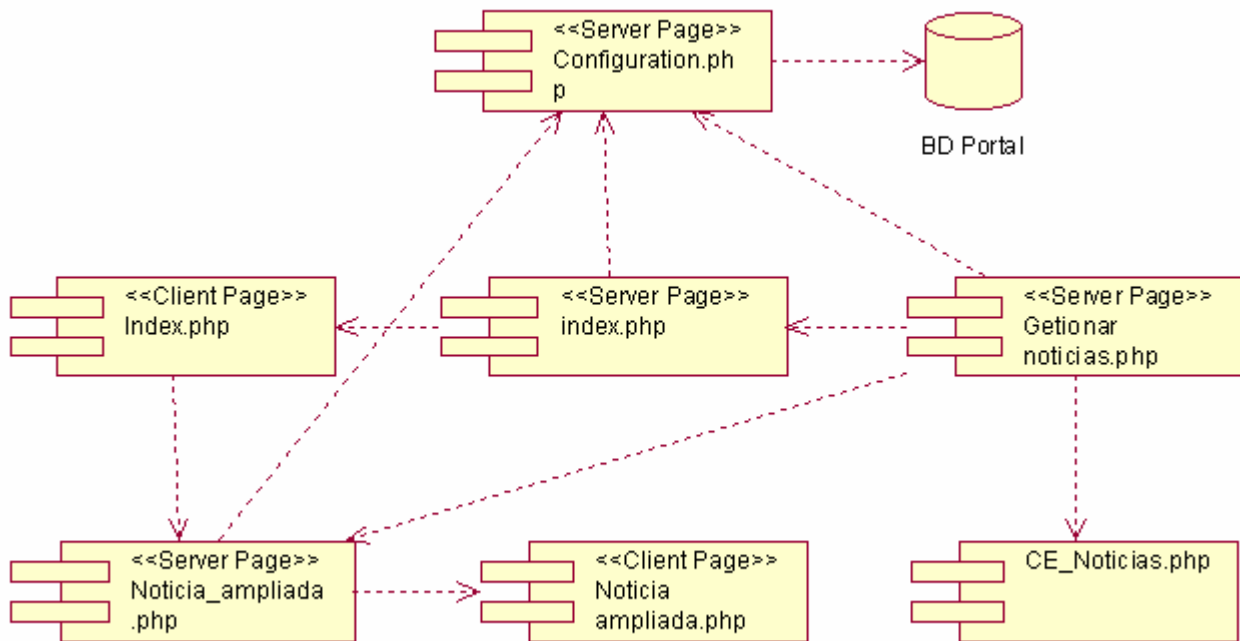 <<Server Page>>
Configuration.ph
p
BD Portal
<<Client Page>>
Index.php
<<Server Page>>
index.php
<<Server Page>>
Getionar
noticias.php
<<Server Page>>
Noticia_ampliada
.php
<<Client Page>>
Noticia
ampliada.php
CE_Noticias.php